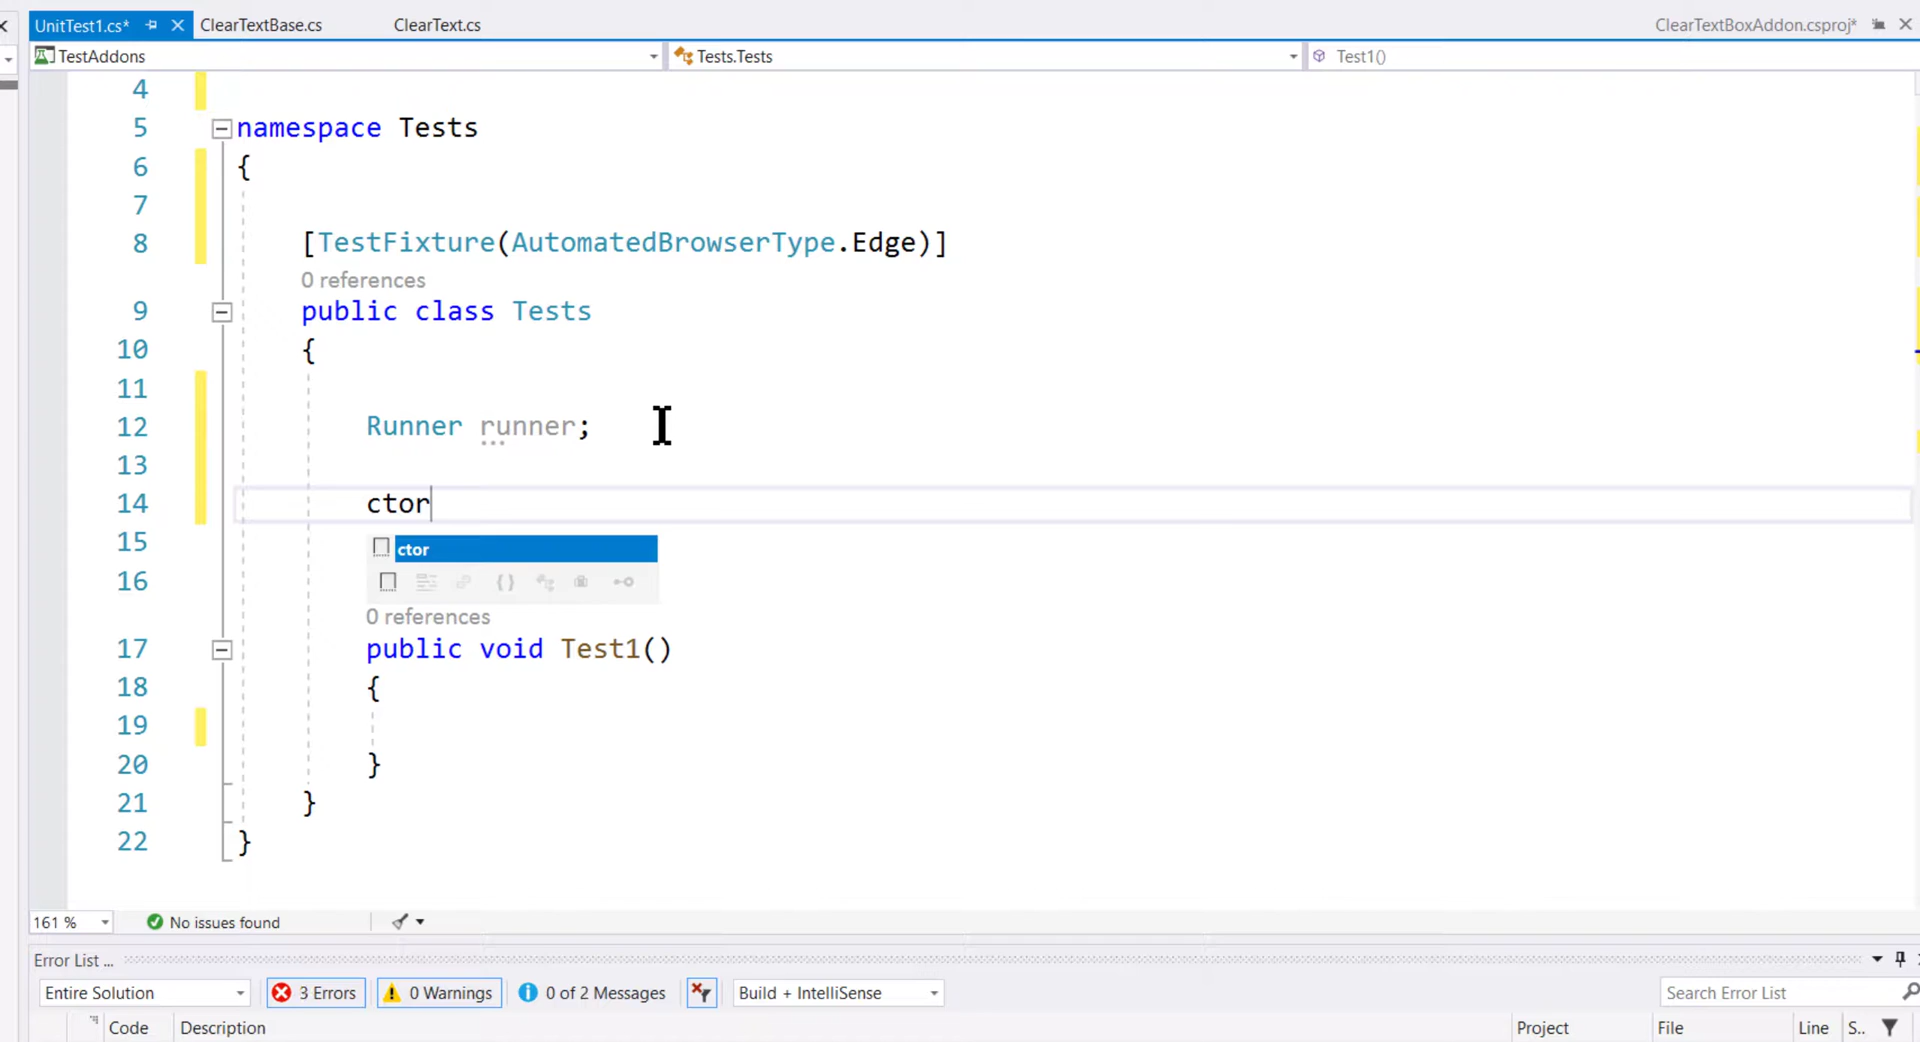 UnitTest1.cs* ClearTextBase.cs ClearText.cs ClearTextBoxAddon.csproj*
TestAddons Tests.Tests Test1()
4
5 namespace Tests
6 {
7
8 [TestFixture(AutomatedBrowserType.Edge)]
0 references
9 public class Tests
10 {
11
12 Runner runner;
13
14 ctor
15 ctor
16
0 references
17 public void Test1()
18 {
19
20 }
21 }
22 }
161 % No issues found
Error List ...
Entire Solution 3 Errors 0 Warnings 0 of 2 Messages Build + IntelliSense Search Error List
Code Description Project File Line S..